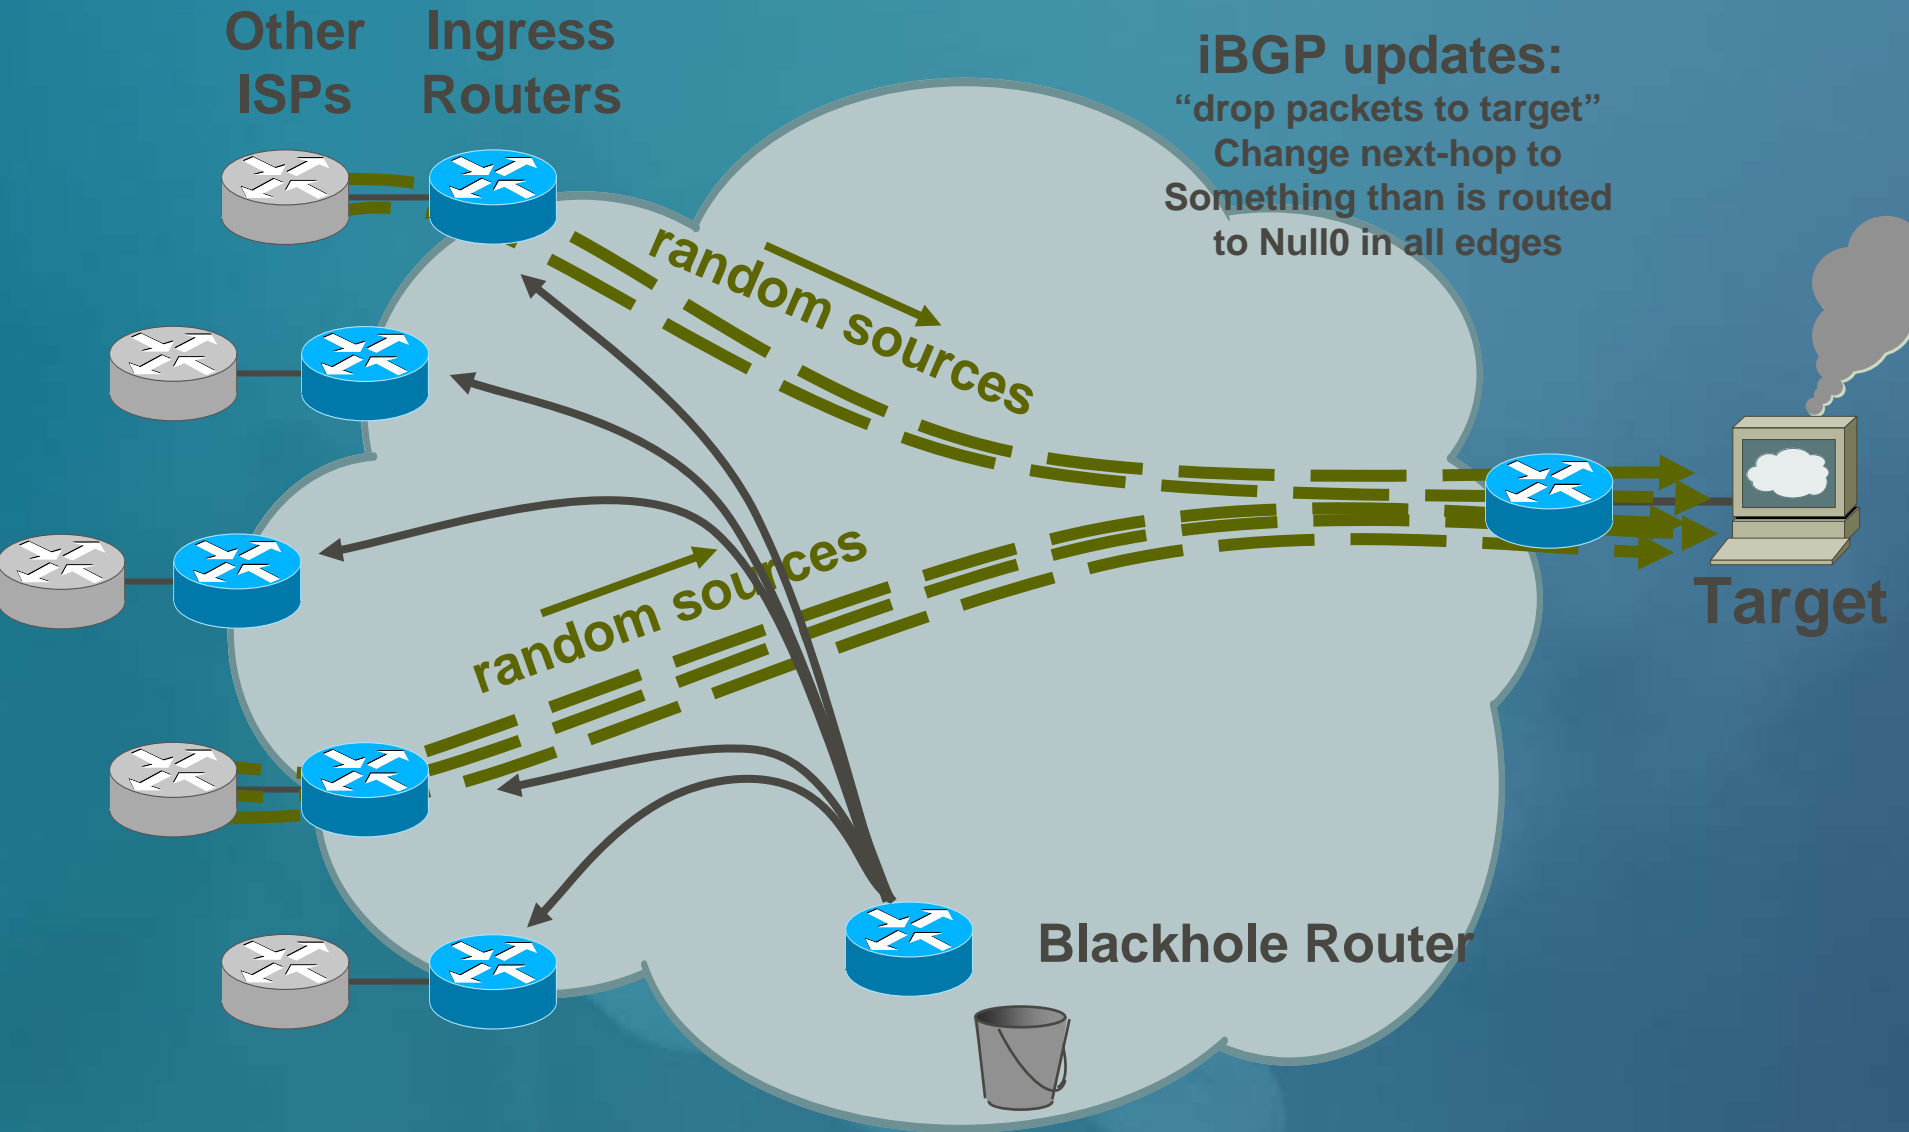 Other
ISPs
Ingress
Routers
iBGP updates:
“drop packets to target”
Change next-hop to
Something than is routed
to Null0 in all edges
random sources
random sources
Target
Blackhole Router